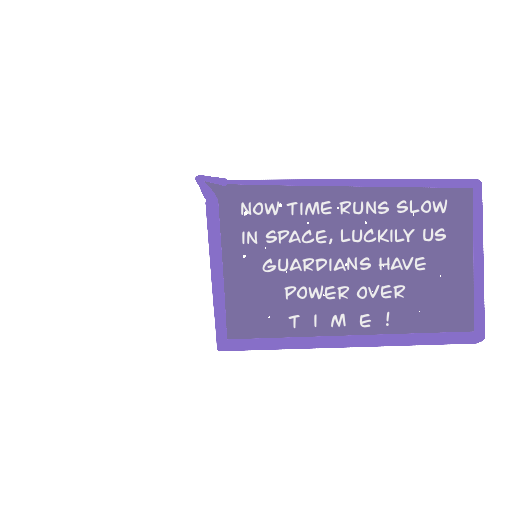 NOW TIME RUNS SLOW
IN SPACE, LUCKILY US
GUARDIANS HAVE
POWER OVER
T I M E !